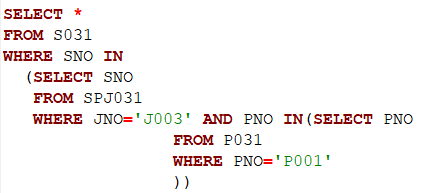 SELECT *
FROM S031
WHERE SNO IN
(SELECT SNO
FROM SPJ031
WHERE JNO='J003' AND PNO IN(SELECT PNO
FROM P031
WHERE PNO='P001'
))